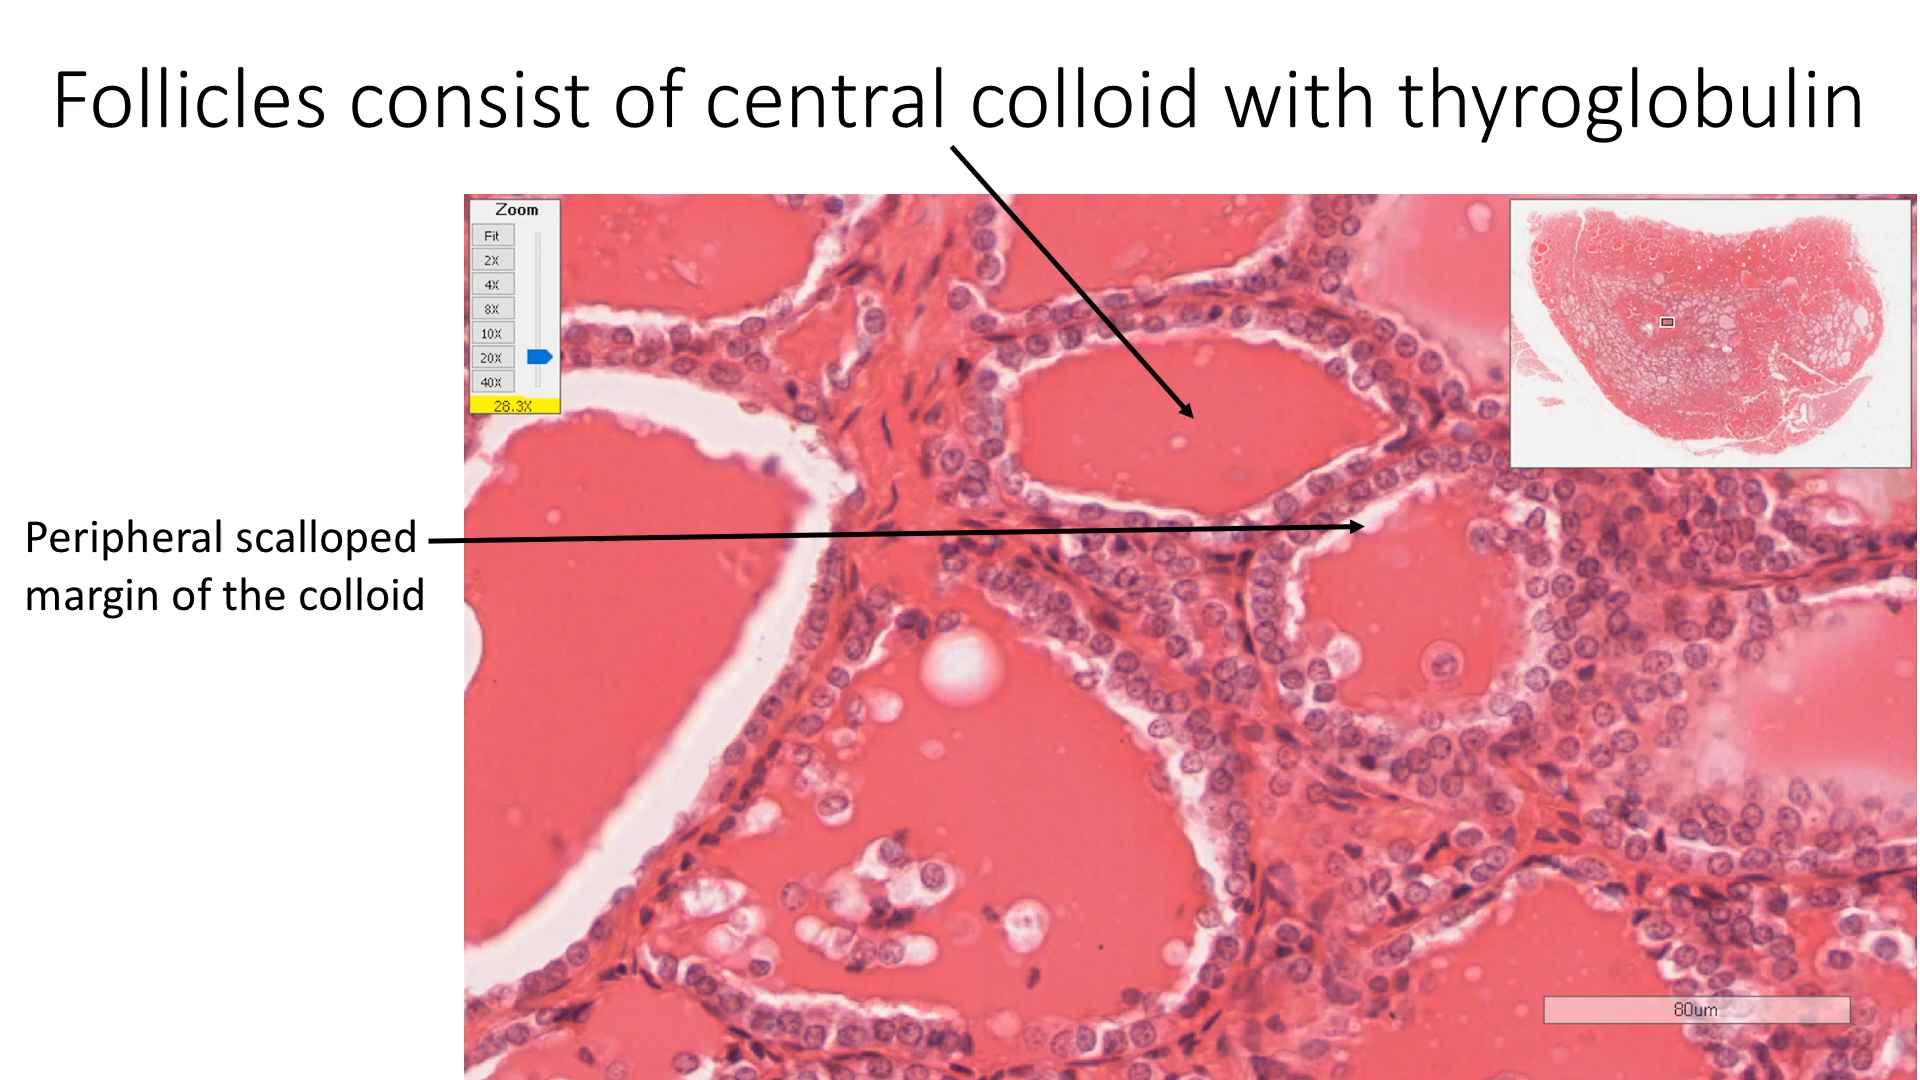 Follicles consist of central colloid with thyroglobulin
Zoom
Fit
2X
4X
8X
10X
20X
40X
28.3X
Peripheral scalloped
margin of the colloid
80um